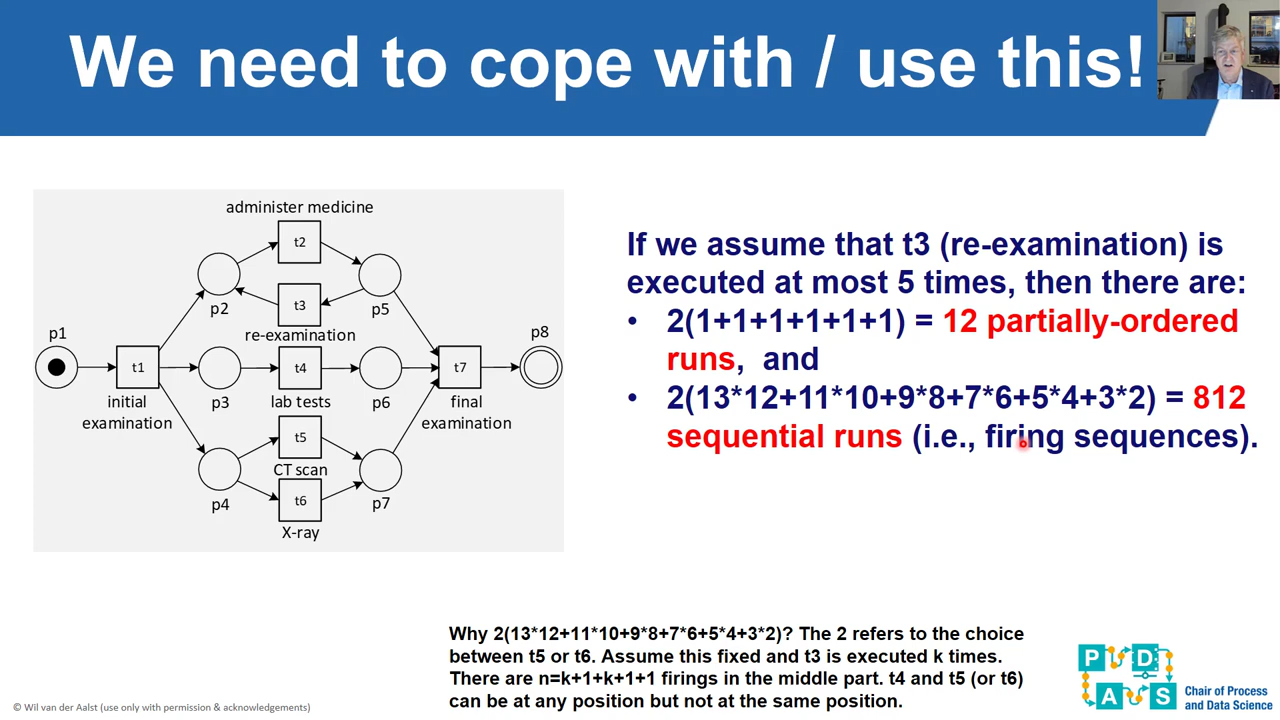 We need to cope with / use this!
administer medicine
t2
p2
t3
p5
re-examination
p1
p8
t1
t4
t7
initial
examination
p3
lab tests
p6
final
examination
t5
CT scan
p4
t6
p7
X-ray
If we assume that t3 (re-examination) is
executed at most 5 times, then there are:
• 2(1+1+1+1+1+1) = 12 partially-ordered
runs, and
• 2(13*12+11*10+9*8+7*6+5*4+3*2) = 812
sequential runs (i.e., firing sequences).
Why 2(13*12+11*10+9*8+7*6+5*4+3*2)? The 2 refers to the choice
between t5 or t6. Assume this fixed and t3 is executed k times.
There are n=k+1+k+1+1 firings in the middle part. t4 and t5 (or t6)
can be at any position but not at the same position.
P D
A S
Chair of Process
and Data Science
© Wil van der Aalst (use only with permission & acknowledgements)